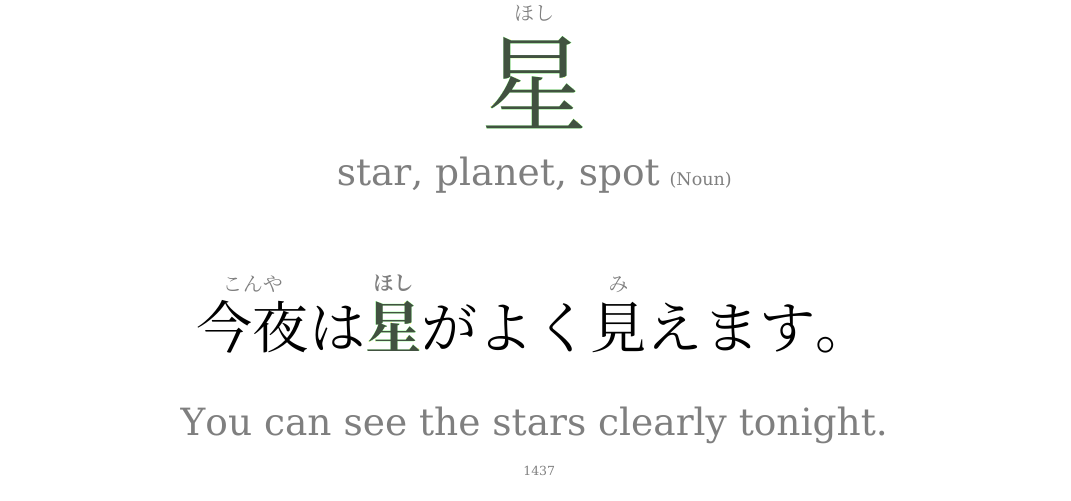 ほし
星
star, planet, spot (Noun)
こんや ほし み
今夜は星がよく見えます。
You can see the stars clearly tonight.
1437